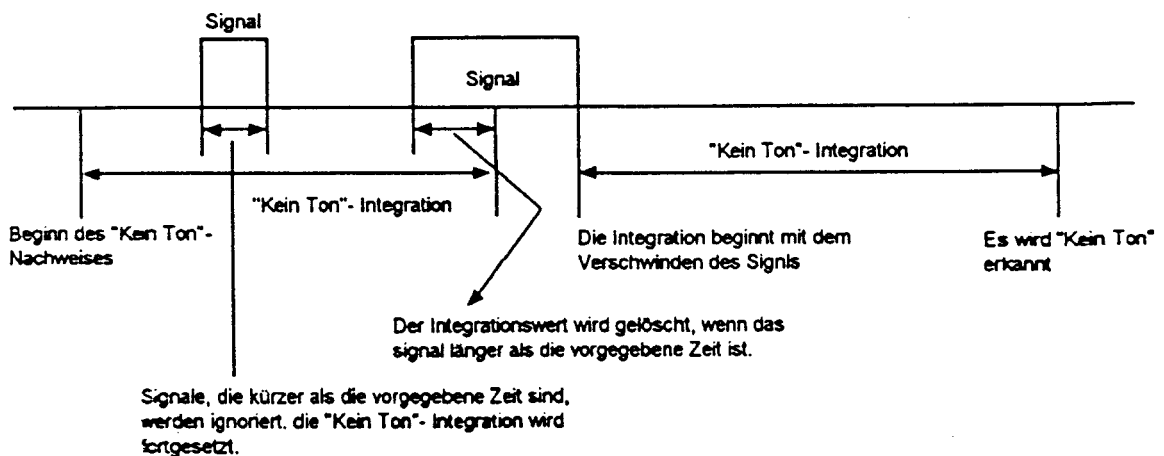 Signal
Signal
"Kein Ton"- Integration
"Kein Ton"- Integration
Beginn des "Kein Ton"-
Nachweises
Die Integration beginnt mit dem
Verschwinden des Signls
Es wird "Kein Ton"
erkannt
Der Integrationswert wird gelöscht, wenn das
signal länger als die vorgegebene Zeit ist.
Signale, die kürzer als die vorgegebene Zeit sind,
werden ignoriert. die "Kein Ton"- Integration wird
fortgesetzt.